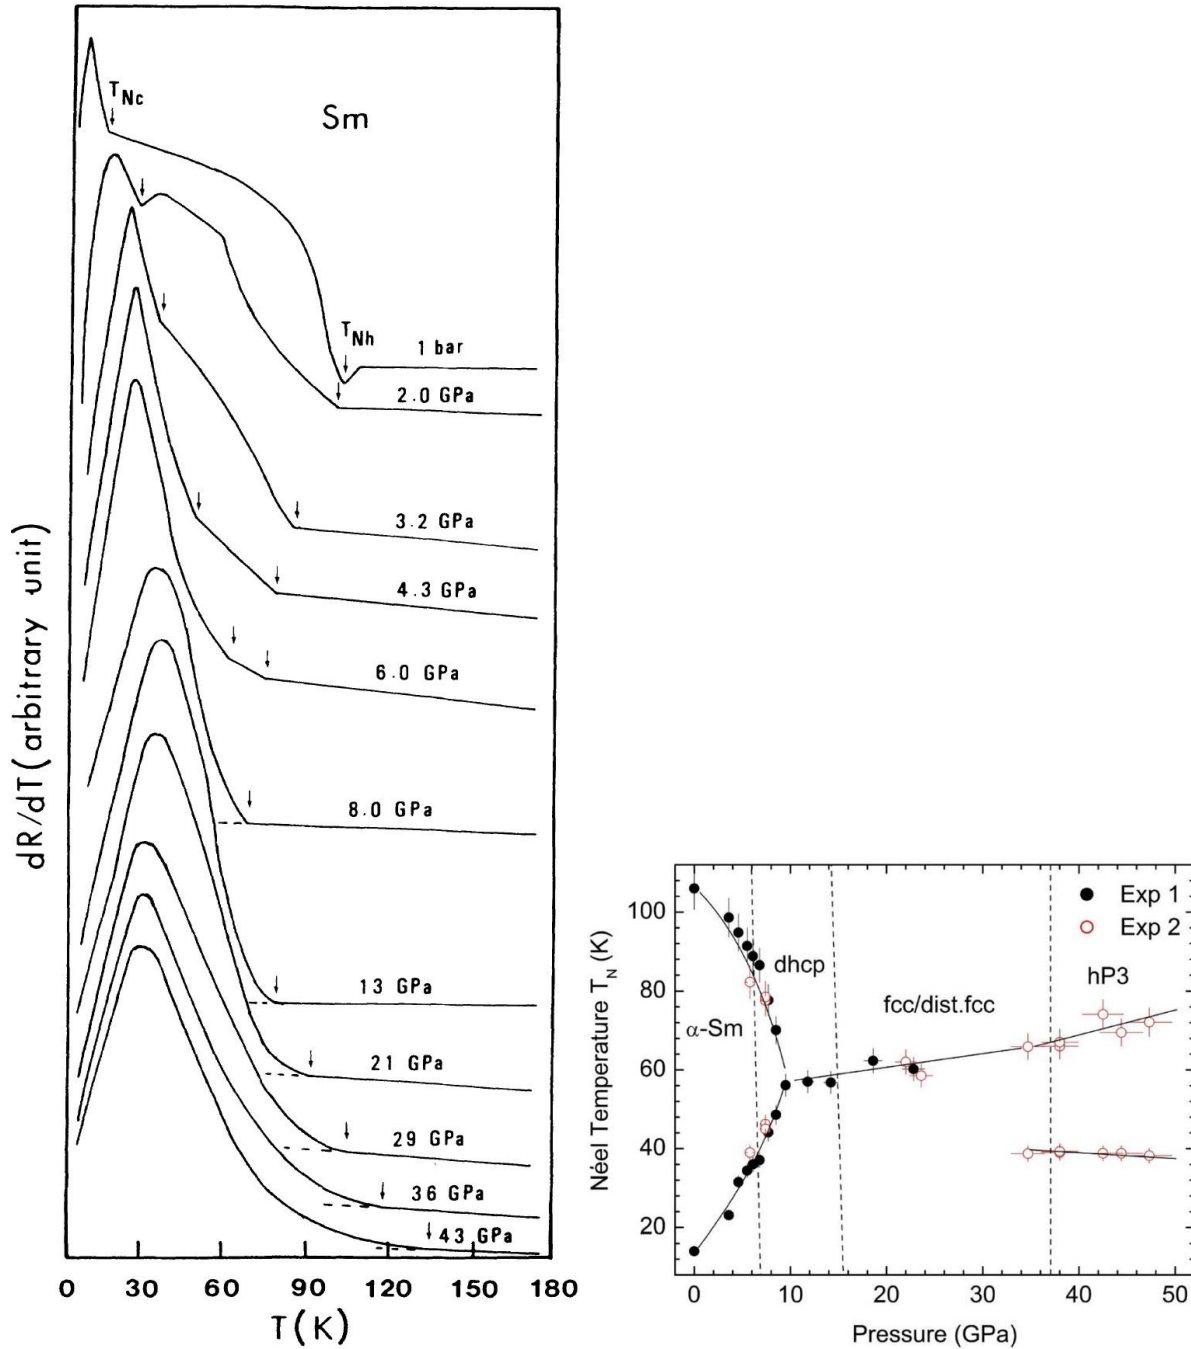 Sm
T_Nc
T_Nh
1 bar
2.0 GPa
3.2 GPa
4.3 GPa
6.0 GPa
8.0 GPa
13 GPa
21 GPa
29 GPa
36 GPa
43 GPa
dR/dT(arbitrary unit)
0 30 60 90 120 150 180
T(K)
Exp 1
Exp 2
hP3
dhcp
fcc/dist.fcc
α-Sm
Néel Temperature T_N (K)
100
80
60
40
20
0 10 20 30 40 50
Pressure (GPa)